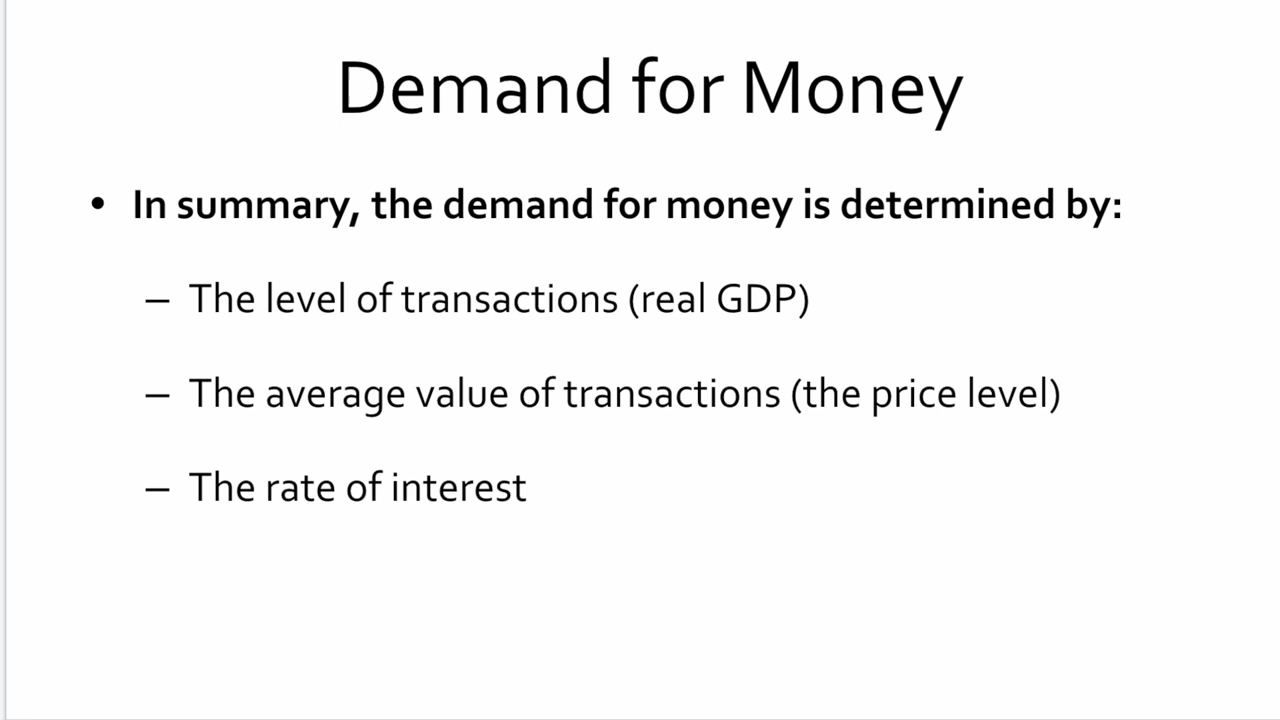 Demand for Money
• In summary, the demand for money is determined by:
– The level of transactions (real GDP)
– The average value of transactions (the price level)
– The rate of interest